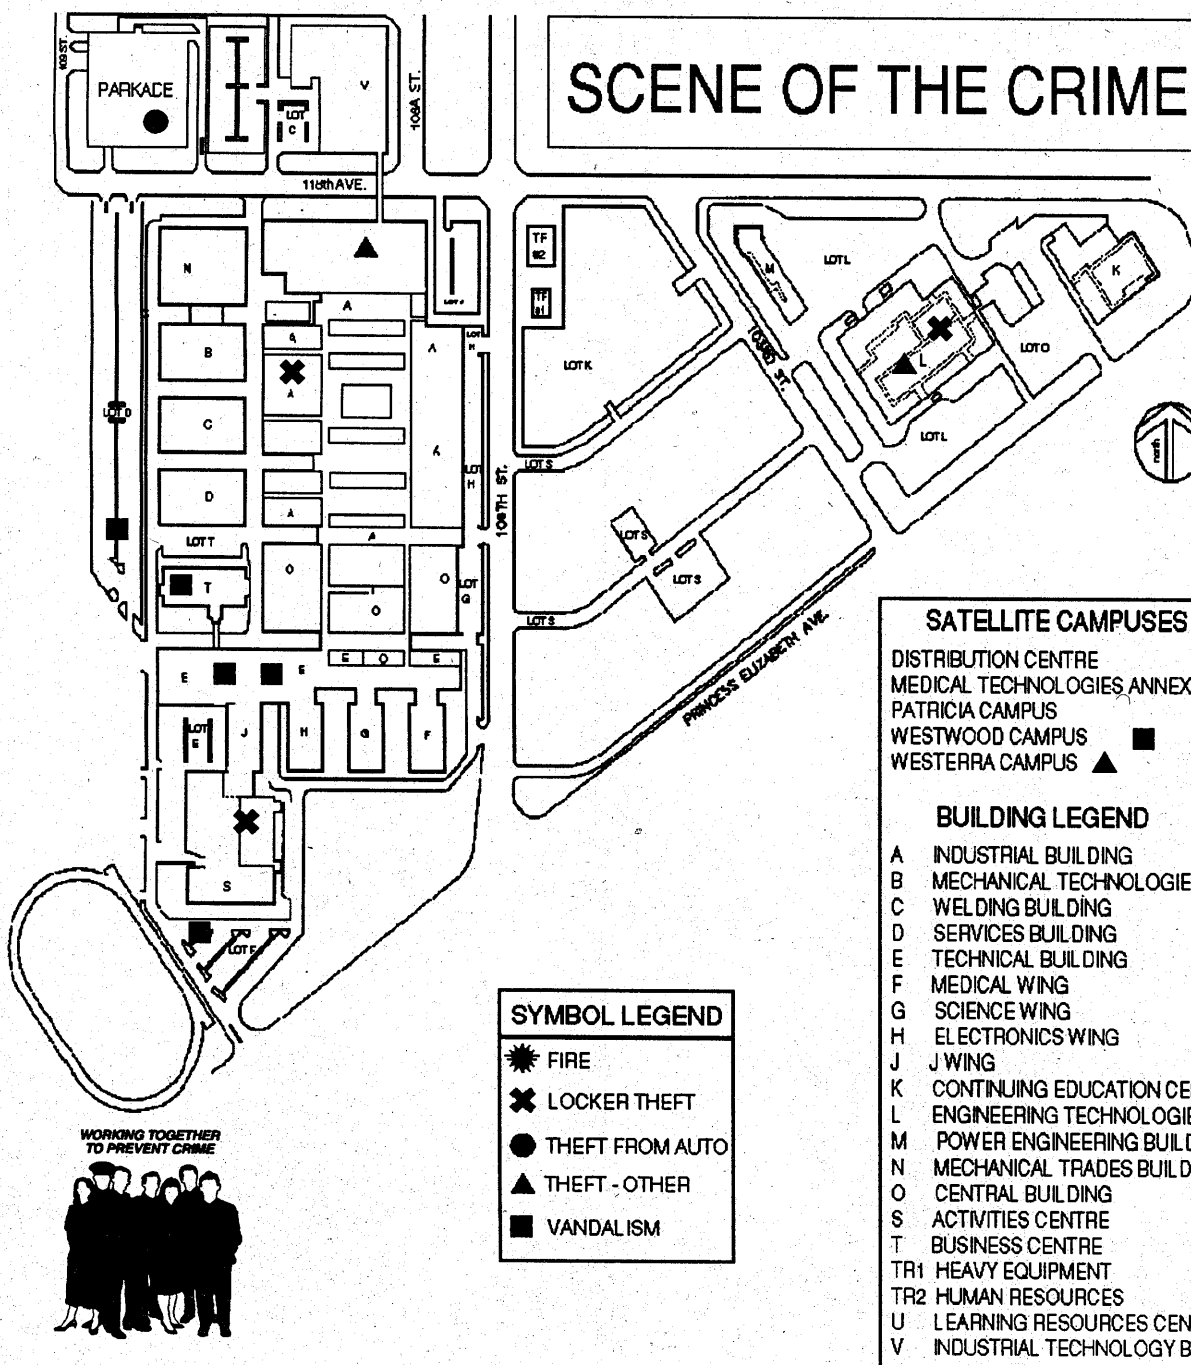 SCENE OF THE CRIME
109 ST.
PARKADE
LOT
C
V
108A ST.
118th AVE.
N
A
LOT J
TF
#2
TF
#1
LOT K
M
LOT L
L
LOT L
LOT O
K
north
B
A
A
A
LOT
H
LOT D
C
A
LOT
H
D
A
A
106TH ST.
LOT S
LOT T
T
O
O
O
LOT
G
LOT S
LOT S
LOT S
PRINCESS ELIZABETH AVE.
E
E
E
O
E
LOT
E
J
H
G
F
S
LOT F
WORKING TOGETHER
TO PREVENT CRIME
SYMBOL LEGEND
FIRE
LOCKER THEFT
THEFT FROM AUTO
THEFT - OTHER
VANDALISM
SATELLITE CAMPUSES
DISTRIBUTION CENTRE
MEDICAL TECHNOLOGIES ANNEX
PATRICIA CAMPUS
WESTWOOD CAMPUS
WESTERRA CAMPUS
BUILDING LEGEND
A INDUSTRIAL BUILDING
B MECHANICAL TECHNOLOGIE
C WELDING BUILDING
D SERVICES BUILDING
E TECHNICAL BUILDING
F MEDICAL WING
G SCIENCE WING
H ELECTRONICS WING
J J WING
K CONTINUING EDUCATION CE
L ENGINEERING TECHNOLOGIE
M POWER ENGINEERING BUILD
N MECHANICAL TRADES BUILD
O CENTRAL BUILDING
S ACTIVITIES CENTRE
T BUSINESS CENTRE
TR1 HEAVY EQUIPMENT
TR2 HUMAN RESOURCES
U LEARNING RESOURCES CEN
V INDUSTRIAL TECHNOLOGY B